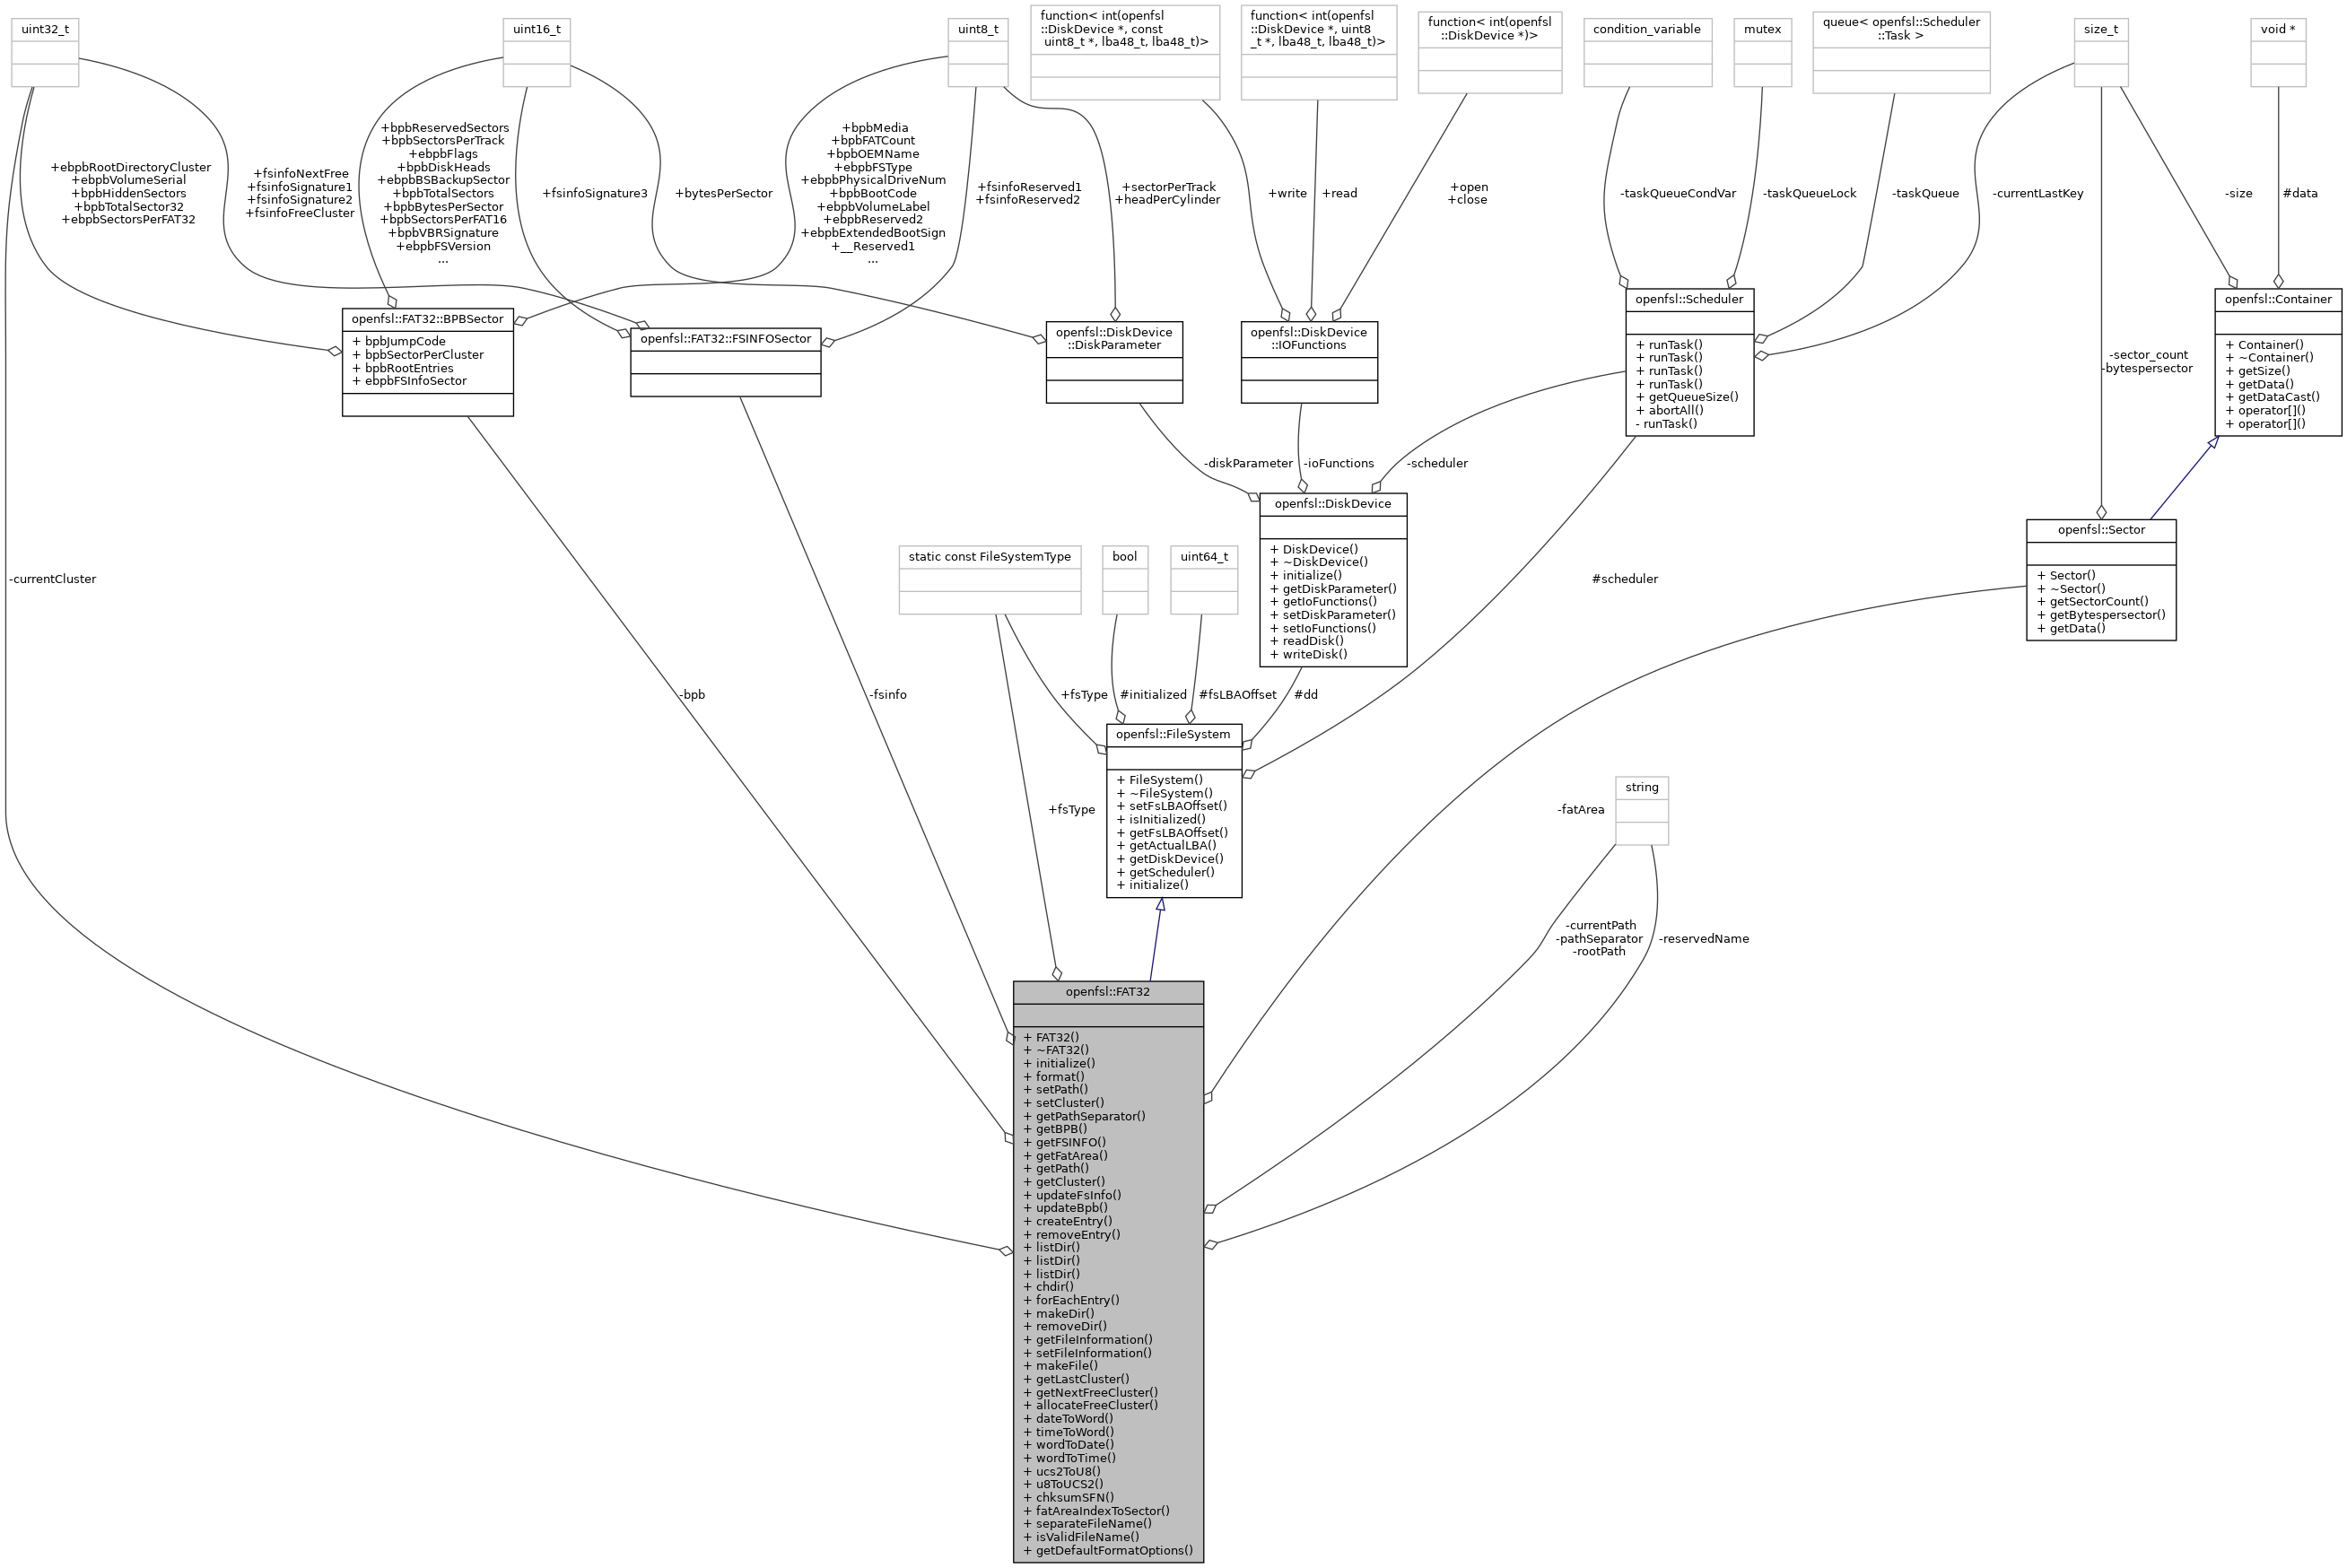 uint32_t
uint16_t
uint8_t
function< int(openfsl
::DiskDevice *, const
uint8_t *, lba48_t, lba48_t)>
function< int(openfsl
::DiskDevice *, uint8
_t *, lba48_t, lba48_t)>
function< int(openfsl
::DiskDevice *)>
condition_variable
mutex
queue< openfsl::Scheduler
::Task >
size_t
void *
+ebpbRootDirectoryCluster
+ebpbVolumeSerial
+bpbHiddenSectors
+bpbTotalSector32
+ebpbSectorsPerFAT32
+fsinfoNextFree
+fsinfoSignature1
+fsinfoSignature2
+fsinfoFreeCluster
+bpbReservedSectors
+bpbSectorsPerTrack
+ebpbFlags
+bpbDiskHeads
+ebpbBSBackupSector
+bpbTotalSectors
+bpbBytesPerSector
+bpbSectorsPerFAT16
+bpbVBRSignature
+ebpbFSVersion
...
+fsinfoSignature3
+bytesPerSector
+bpbMedia
+bpbFATCount
+bpbOEMName
+ebpbFSType
+ebpbPhysicalDriveNum
+bpbBootCode
+ebpbVolumeLabel
+ebpbReserved2
+ebpbExtendedBootSign
+__Reserved1
...
+fsinfoReserved1
+fsinfoReserved2
+sectorPerTrack
+headPerCylinder
+write
+read
+open
+close
-taskQueueCondVar
-taskQueueLock
-taskQueue
-currentLastKey
-size
#data
openfsl::FAT32::BPBSector
+ bpbJumpCode
+ bpbSectorPerCluster
+ bpbRootEntries
+ ebpbFSInfoSector
openfsl::FAT32::FSINFOSector
openfsl::DiskDevice
::DiskParameter
openfsl::DiskDevice
::IOFunctions
openfsl::Scheduler
+ runTask()
+ runTask()
+ runTask()
+ runTask()
+ getQueueSize()
+ abortAll()
- runTask()
openfsl::Container
+ Container()
+ ~Container()
+ getSize()
+ getData()
+ getDataCast()
+ operator[]()
+ operator[]()
-sector_count
-bytespersector
-diskParameter
-ioFunctions
-scheduler
openfsl::DiskDevice
+ DiskDevice()
+ ~DiskDevice()
+ initialize()
+ getDiskParameter()
+ getIoFunctions()
+ setDiskParameter()
+ setIoFunctions()
+ readDisk()
+ writeDisk()
openfsl::Sector
+ Sector()
+ ~Sector()
+ getSectorCount()
+ getBytespersector()
+ getData()
static const FileSystemType
bool
uint64_t
-currentCluster
#scheduler
-bpb
-fsinfo
+fsType
#initialized
#fsLBAOffset
#dd
openfsl::FileSystem
+ FileSystem()
+ ~FileSystem()
+ setFsLBAOffset()
+ isInitialized()
+ getFsLBAOffset()
+ getActualLBA()
+ getDiskDevice()
+ getScheduler()
+ initialize()
string
+fsType
-fatArea
-currentPath
-pathSeparator
-rootPath
-reservedName
openfsl::FAT32
+ FAT32()
+ ~FAT32()
+ initialize()
+ format()
+ setPath()
+ setCluster()
+ getPathSeparator()
+ getBPB()
+ getFSINFO()
+ getFatArea()
+ getPath()
+ getCluster()
+ updateFsInfo()
+ updateBpb()
+ createEntry()
+ removeEntry()
+ listDir()
+ listDir()
+ listDir()
+ chdir()
+ forEachEntry()
+ makeDir()
+ removeDir()
+ getFileInformation()
+ setFileInformation()
+ makeFile()
+ getLastCluster()
+ getNextFreeCluster()
+ allocateFreeCluster()
+ dateToWord()
+ timeToWord()
+ wordToDate()
+ wordToTime()
+ ucs2ToU8()
+ u8ToUCS2()
+ chksumSFN()
+ fatAreaIndexToSector()
+ separateFileName()
+ isValidFileName()
+ getDefaultFormatOptions()